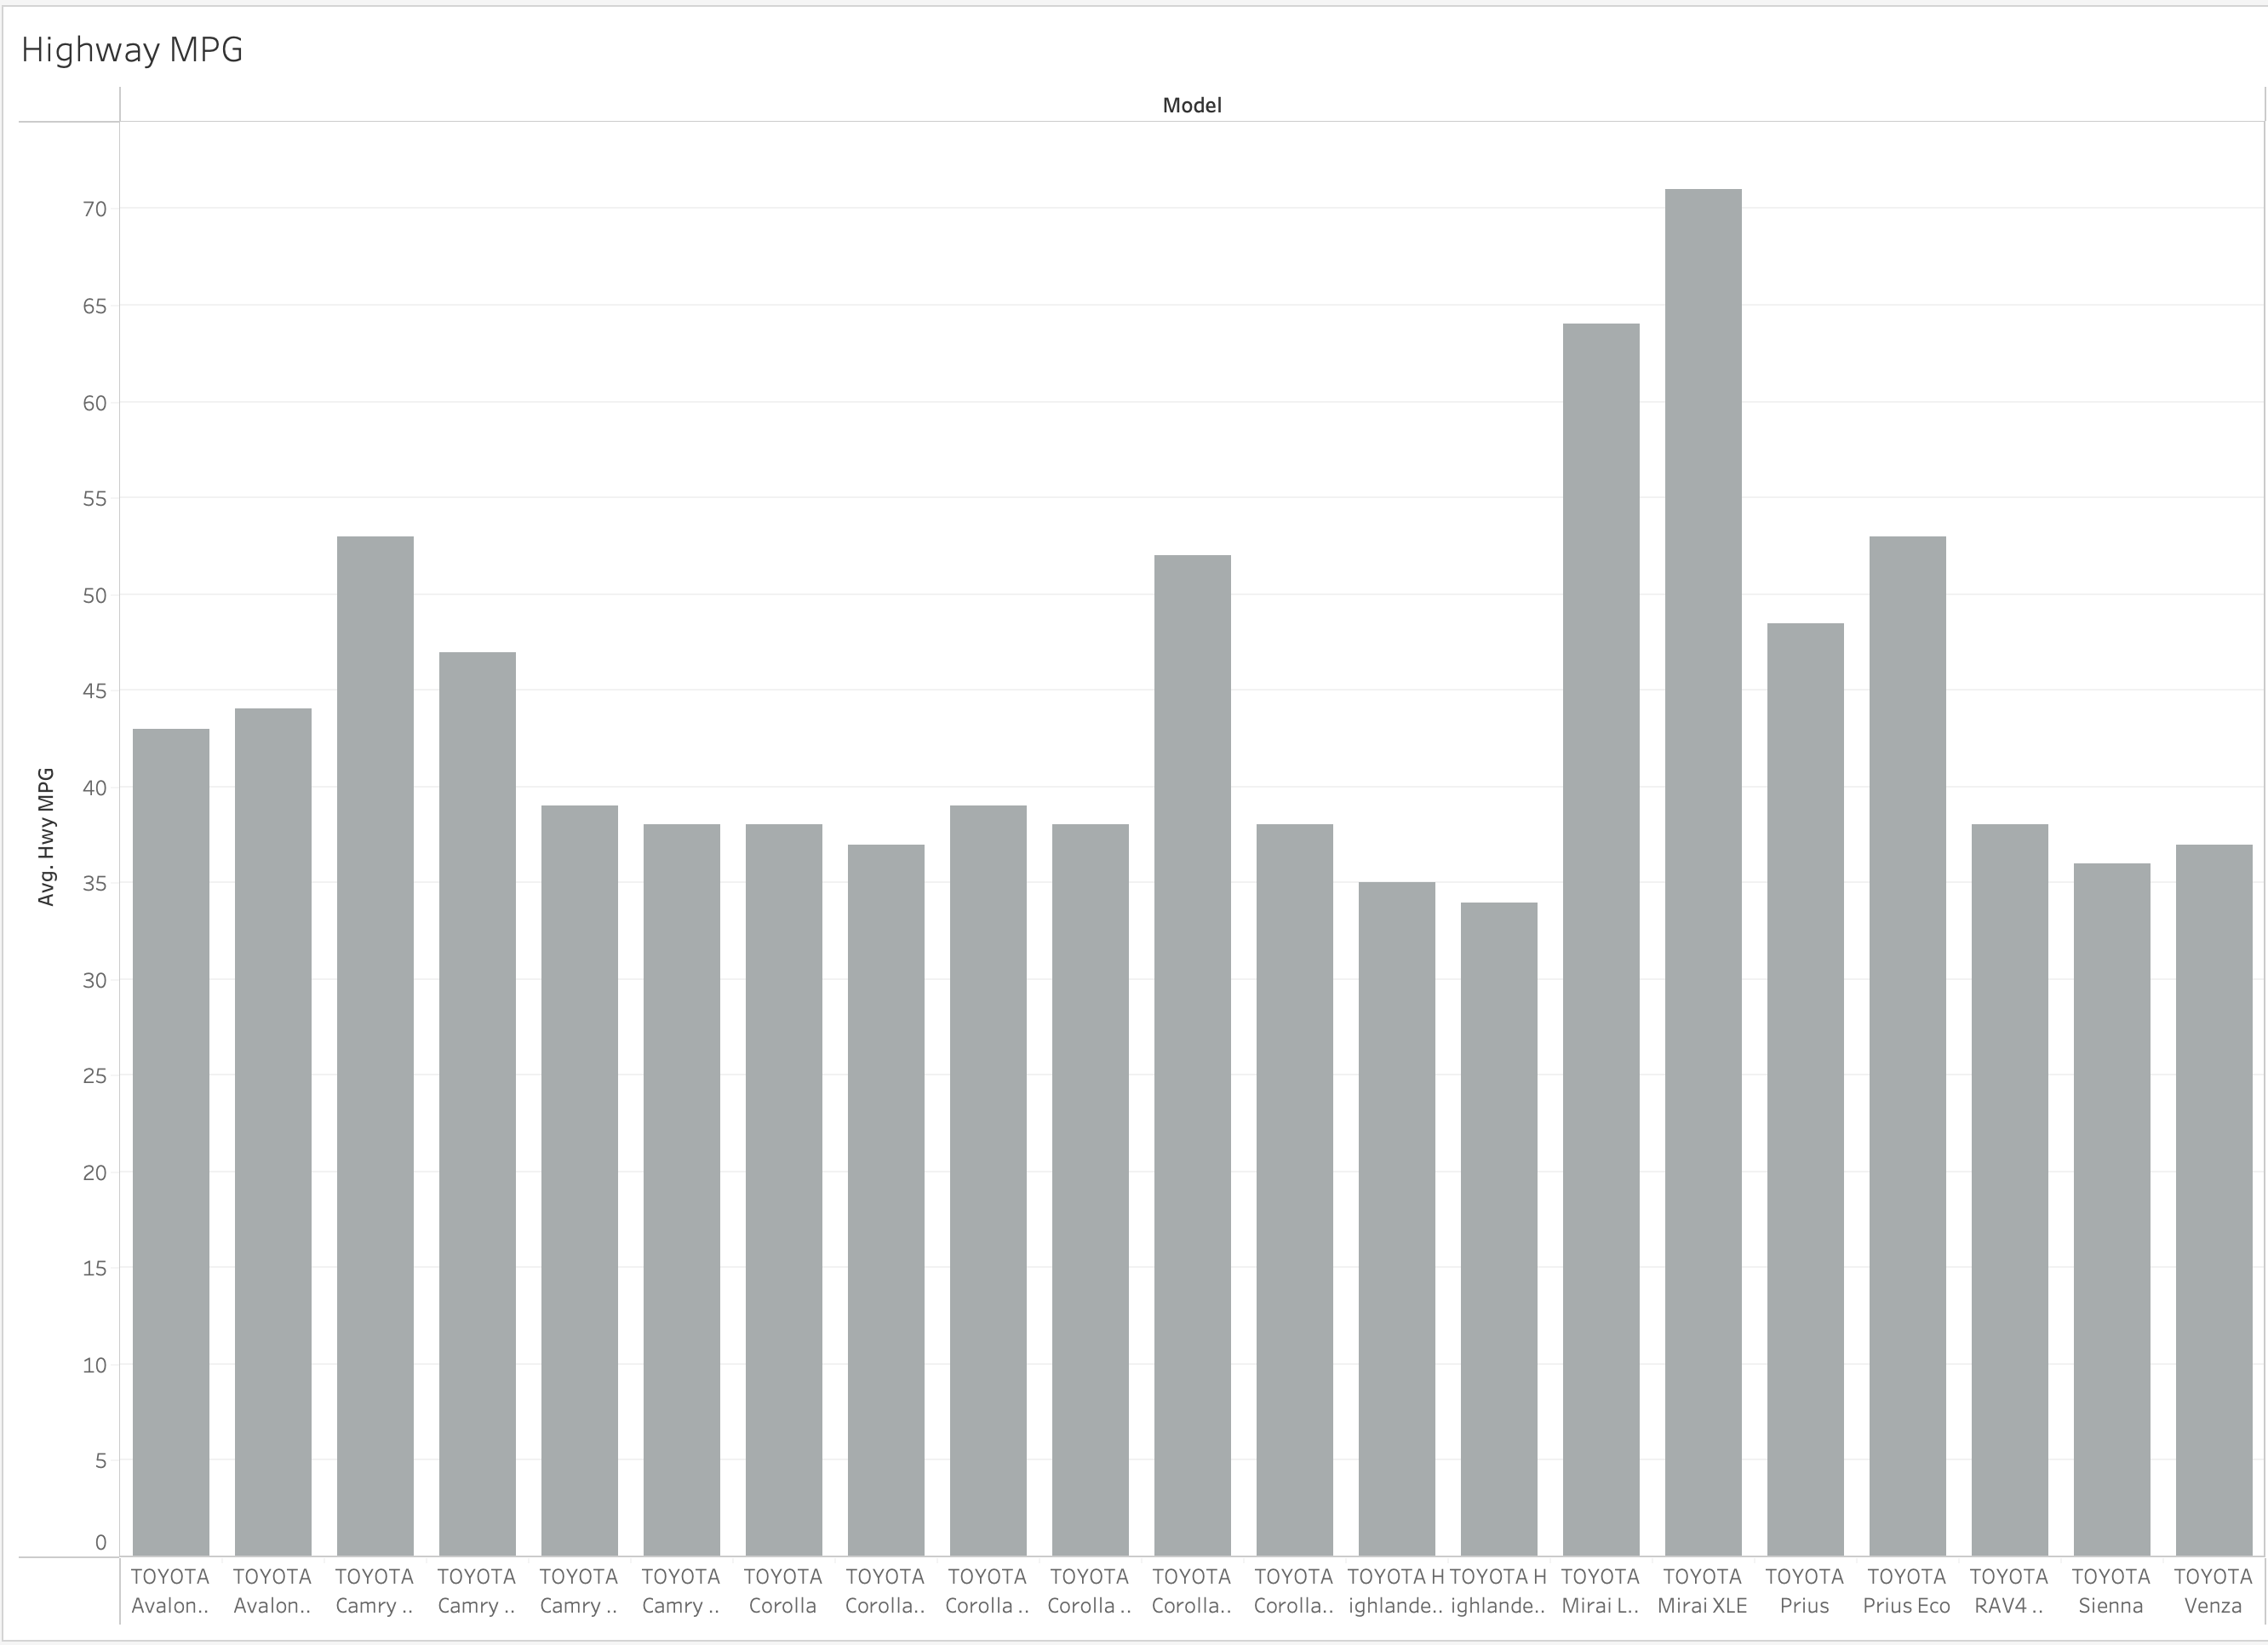 Highway MPG
Model
Avg. Hwy MPG
70
65
60
55
50
45
40
35
30
25
20
15
10
5
0
TOYOTA
Avalon..
TOYOTA
Avalon..
TOYOTA
Camry ..
TOYOTA
Camry ..
TOYOTA
Camry ..
TOYOTA
Camry ..
TOYOTA
Corolla
TOYOTA
Corolla..
TOYOTA
Corolla ..
TOYOTA
Corolla ..
TOYOTA
Corolla..
TOYOTA
Corolla..
TOYOTA H
ighlande..
TOYOTA H
ighlande..
TOYOTA
Mirai L..
TOYOTA
Mirai XLE
TOYOTA
Prius
TOYOTA
Prius Eco
TOYOTA
RAV4 ..
TOYOTA
Sienna
TOYOTA
Venza